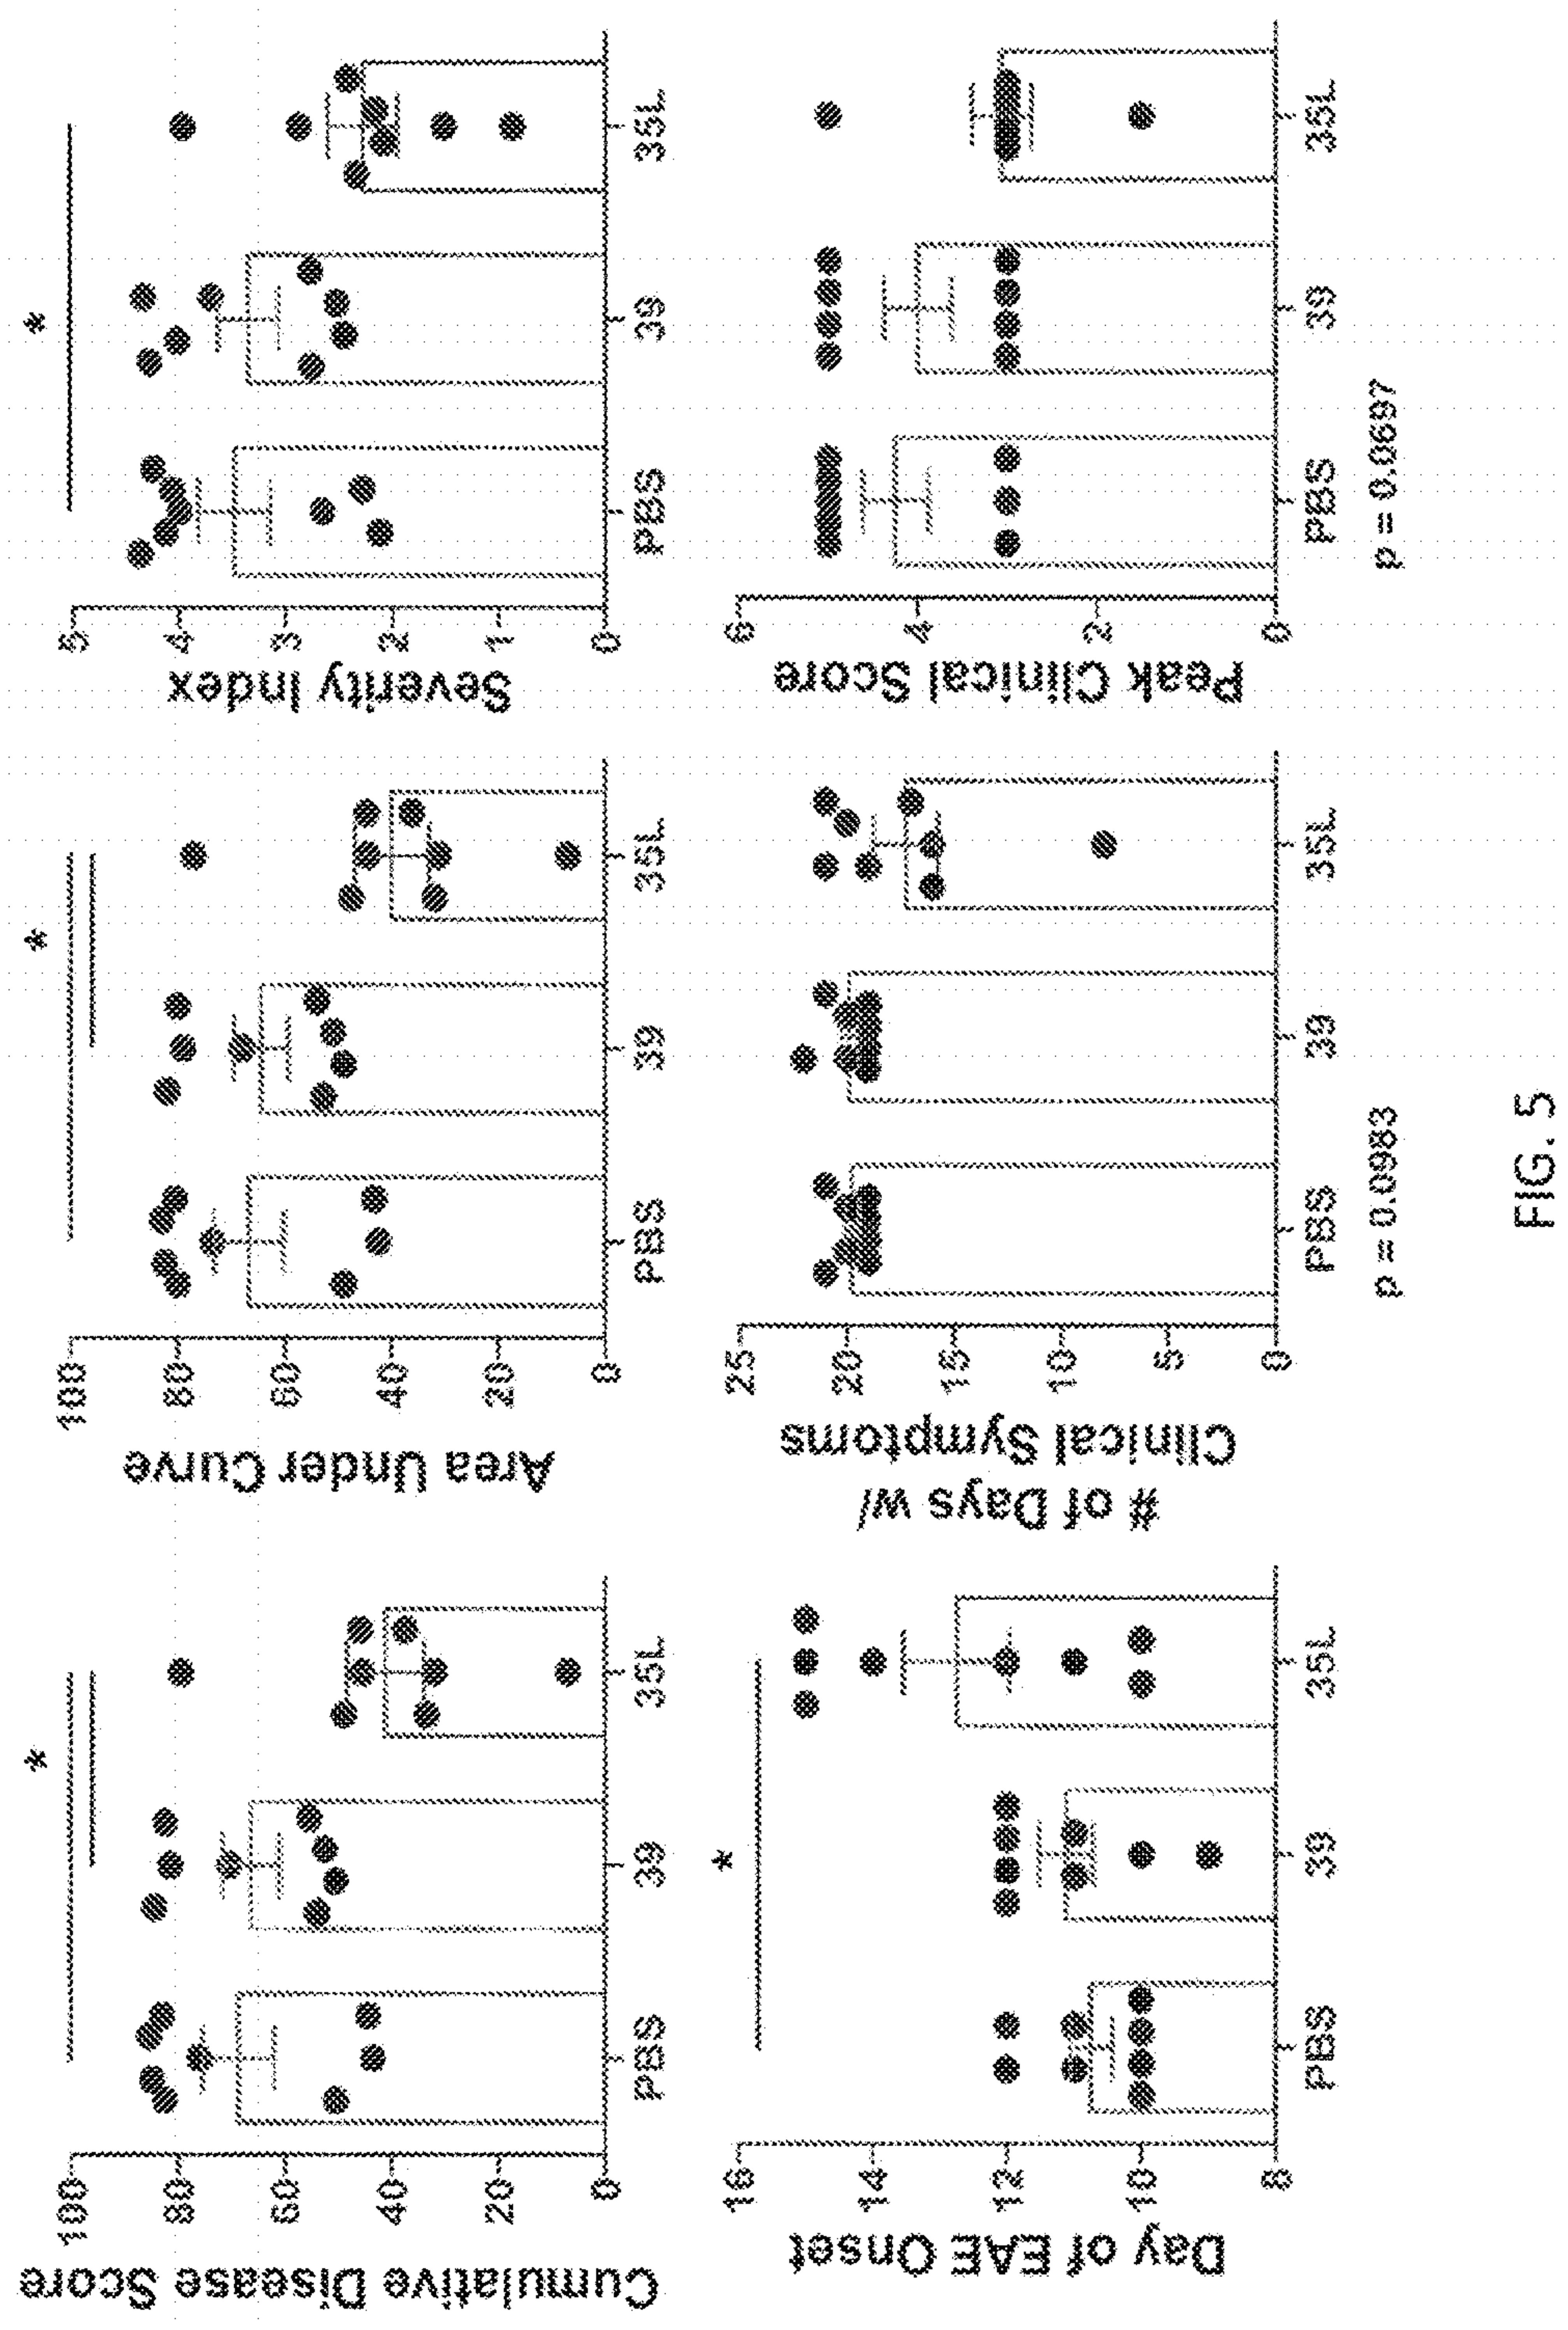 Cumulative Disease Score
100
80
60
40
20
0
PBS
39
35L
*
Area Under Curve
100
80
60
40
20
0
PBS
39
35L
*
Severity Index
5
4
3
2
1
0
PBS
39
35L
*
Day of EAE Onset
16
14
12
10
8
PBS
39
35L
*
# of Days w/
Clinical Symptoms
25
20
15
10
5
0
PBS
39
35L
p = 0.0983
Peak Clinical Score
6
4
2
0
PBS
39
35L
p = 0.0697
FIG. 5